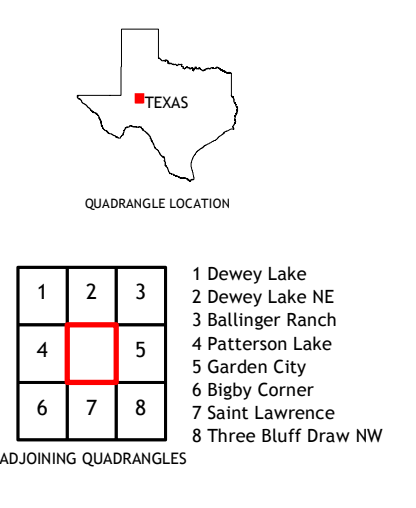 TEXAS
QUADRANGLE LOCATION
1 2 3
4 5
6 7 8
1 Dewey Lake
2 Dewey Lake NE
3 Ballinger Ranch
4 Patterson Lake
5 Garden City
6 Bigby Corner
7 Saint Lawrence
8 Three Bluff Draw NW
ADJOINING QUADRANGLES